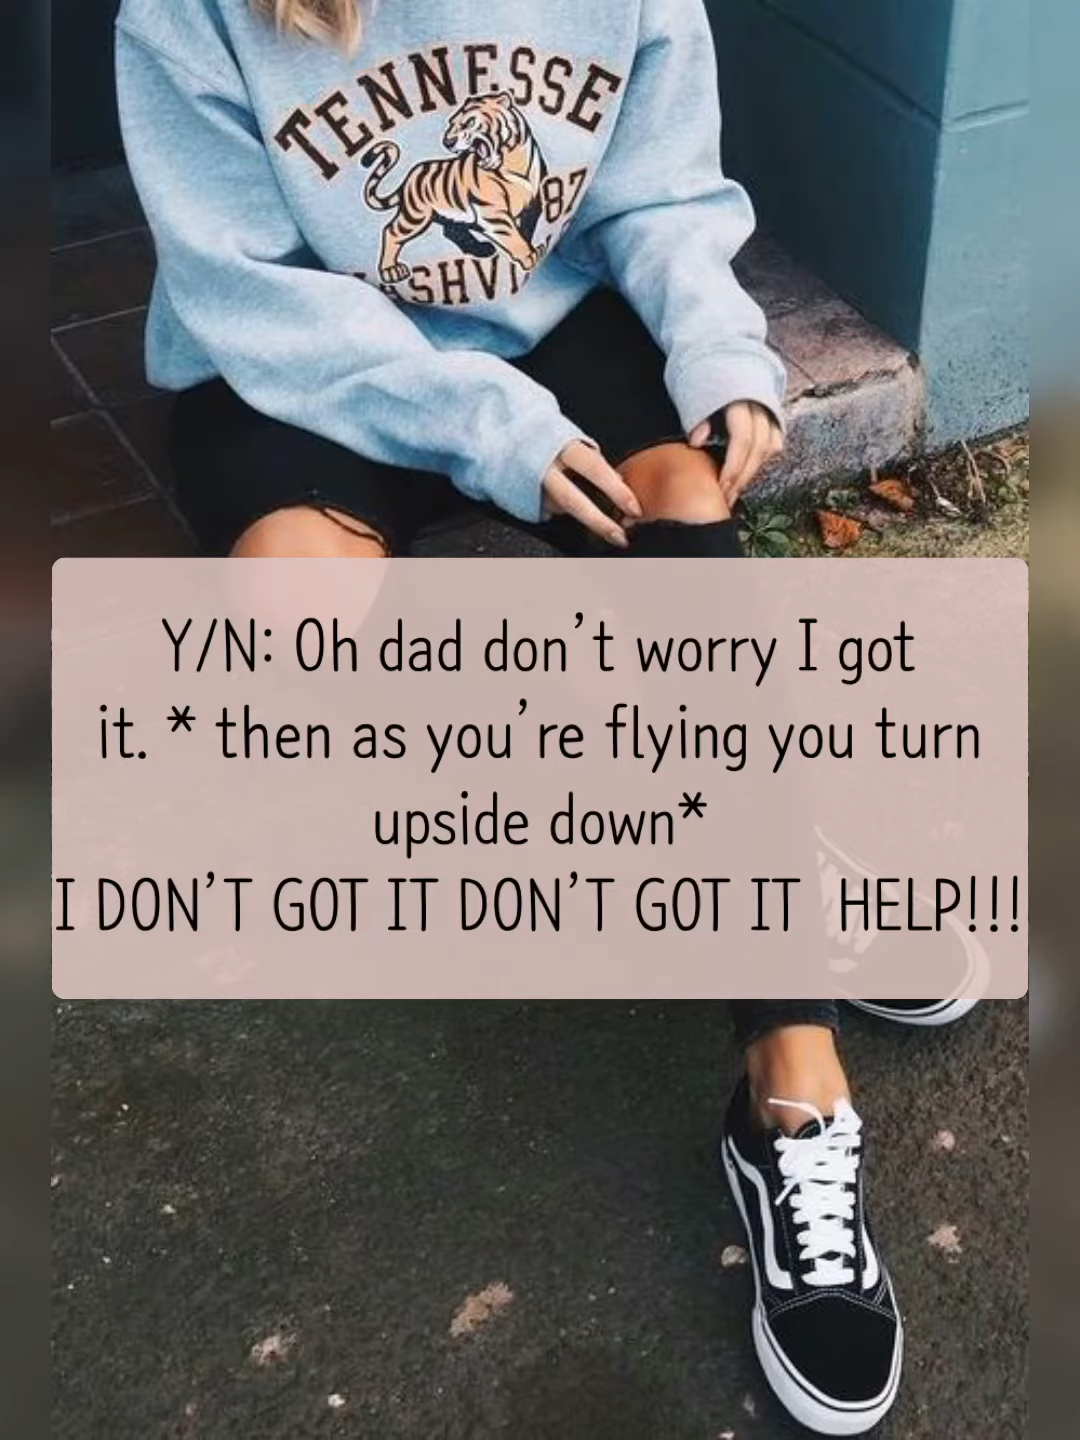 TENNESSE
87
Y/N: Oh dad don't worry I got
it. * then as you're flying you turn
upside down*
I DON'T GOT IT DON'T GOT IT  HELP!!!